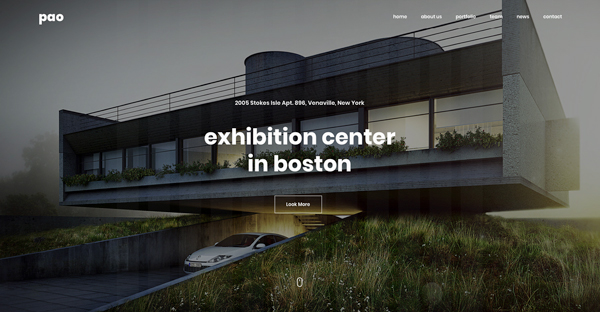 pao
home about us portfolio team news contact
2005 Stokes Isle Apt. 896, Venaville, New York
exhibition center
in boston
Look More